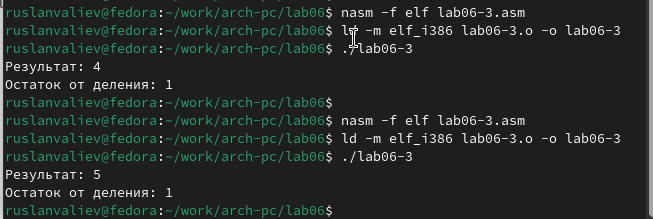 ruslanvaliev@fedora:~/work/arch-pc/lab06$ nasm -f elf lab06-3.asm
ruslanvaliev@fedora:~/work/arch-pc/lab06$ ld -m elf_i386 lab06-3.o -o lab06-3
ruslanvaliev@fedora:~/work/arch-pc/lab06$ ./lab06-3
Результат: 4
Остаток от деления: 1
ruslanvaliev@fedora:~/work/arch-pc/lab06$
ruslanvaliev@fedora:~/work/arch-pc/lab06$ nasm -f elf lab06-3.asm
ruslanvaliev@fedora:~/work/arch-pc/lab06$ ld -m elf_i386 lab06-3.o -o lab06-3
ruslanvaliev@fedora:~/work/arch-pc/lab06$ ./lab06-3
Результат: 5
Остаток от деления: 1
ruslanvaliev@fedora:~/work/arch-pc/lab06$